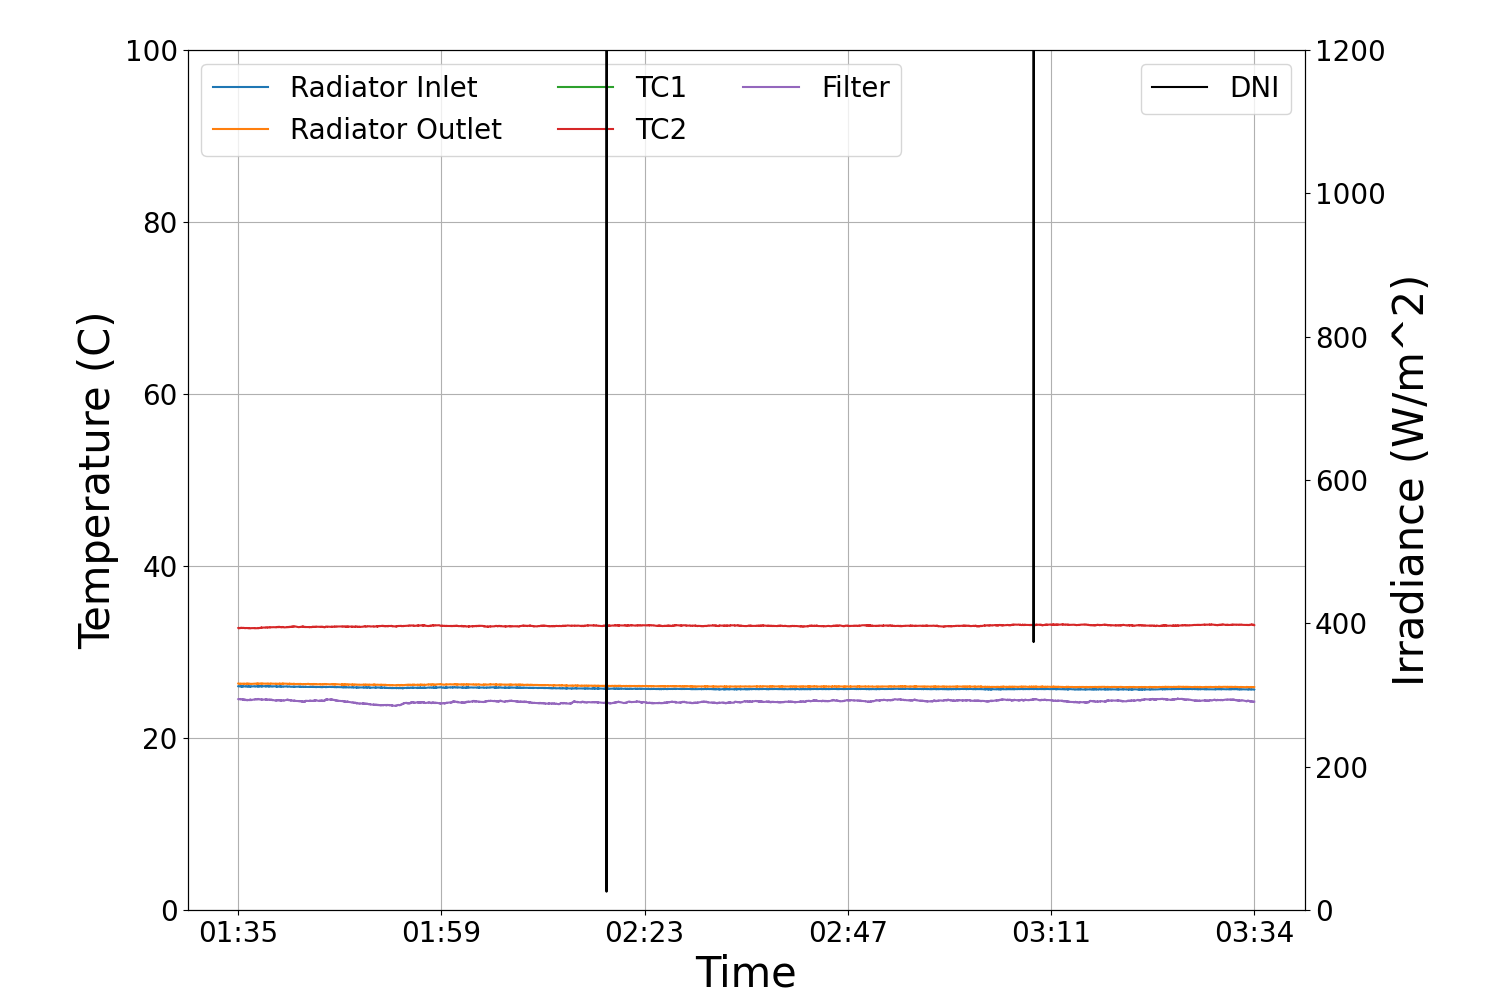 Radiator Inlet
Radiator Outlet
TC1
TC2
Filter
DNI
100
80
60
40
20
0
Temperature (C)
1200
1000
800
600
400
200
0
Irradiance (W/m^2)
01:35
01:59
02:23
02:47
03:11
03:34
Time